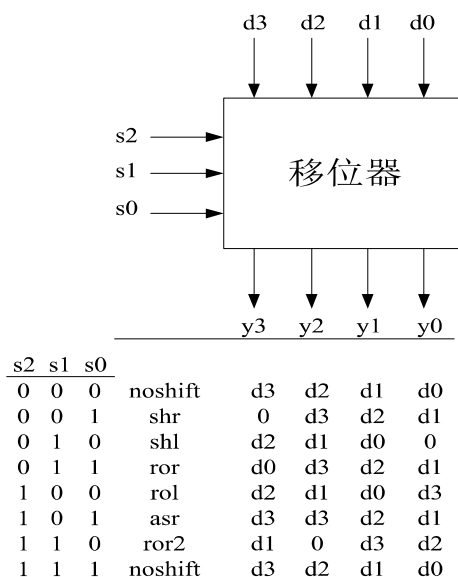 d3 d2 d1 d0
s2
s1
s0
移位器
y3 y2 y1 y0
s2 s1 s0
0 0 0 noshift d3 d2 d1 d0
0 0 1 shr 0 d3 d2 d1
0 1 0 shl d2 d1 d0 0
0 1 1 ror d0 d3 d2 d1
1 0 0 rol d2 d1 d0 d3
1 0 1 asr d3 d3 d2 d1
1 1 0 ror2 d1 0 d3 d2
1 1 1 noshift d3 d2 d1 d0